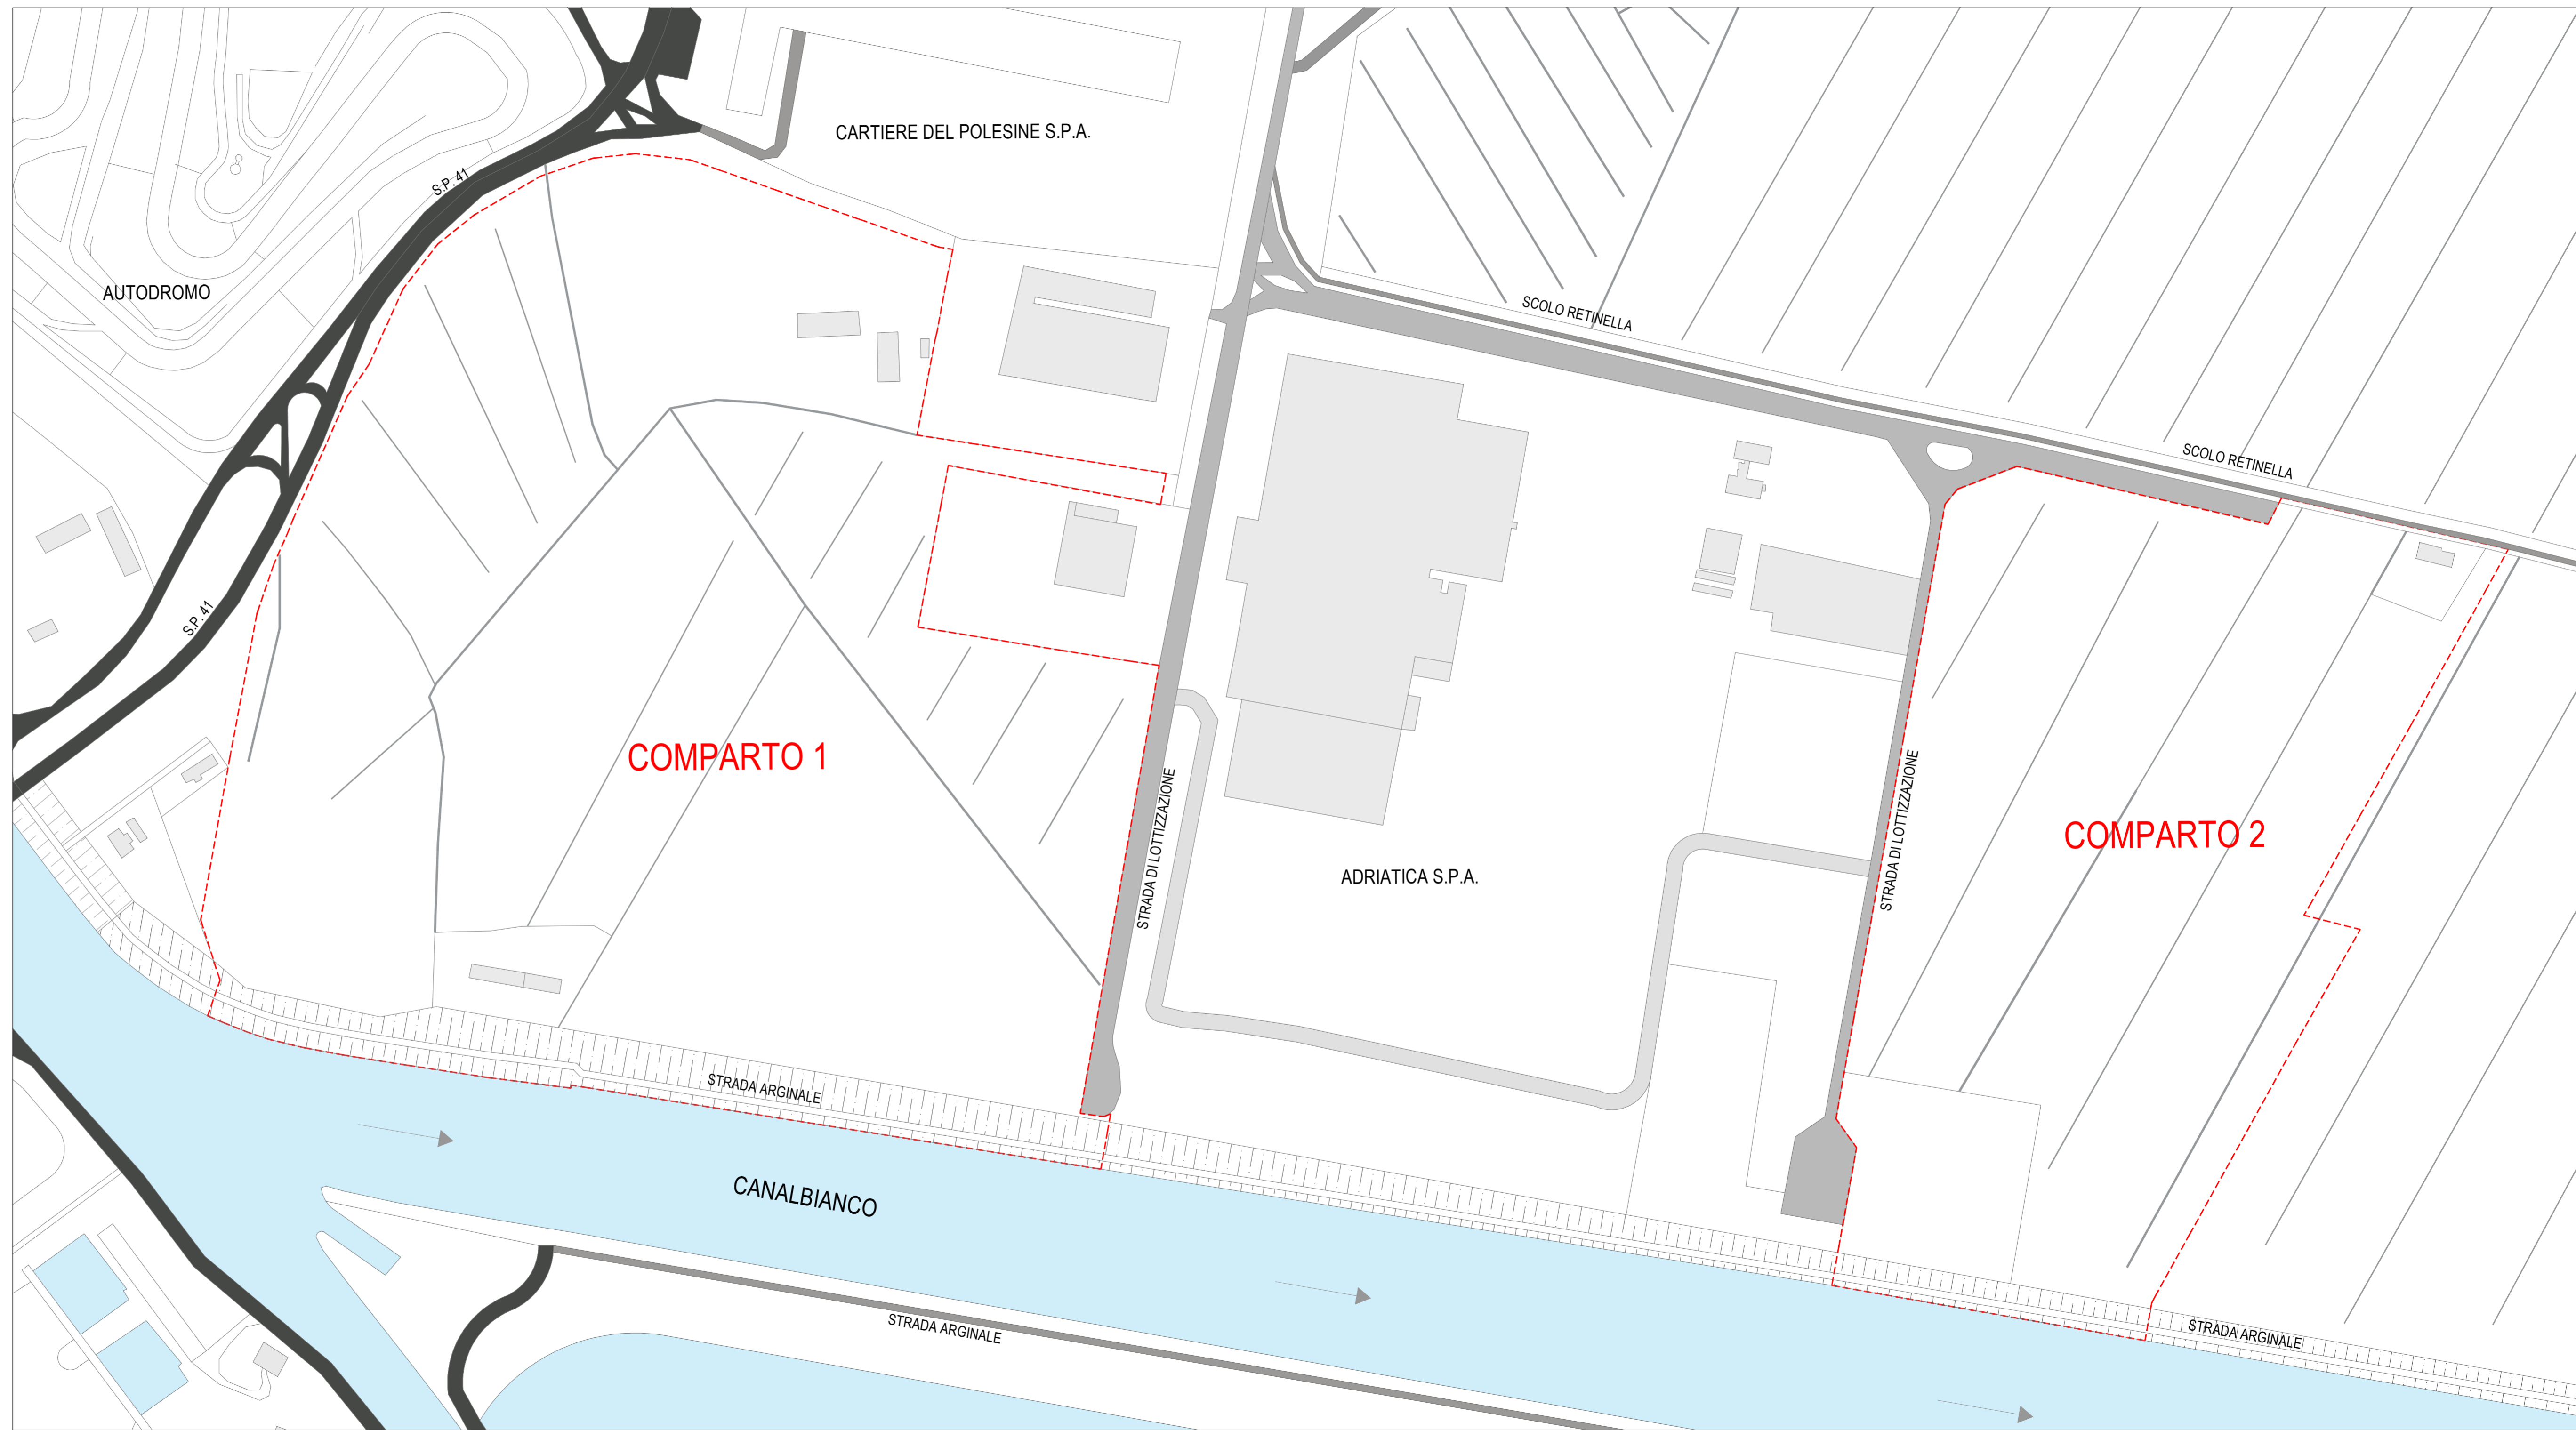 CARTIERE DEL POLESINE S.P.A.
S.P. 41
AUTODROMO
SCOLO RETINELLA
SCOLO RETINELLA
S.P. 41
COMPARTO 1
STRADA DI LOTTIZZAZIONE
STRADA DI LOTTIZZAZIONE
COMPARTO 2
ADRIATICA S.P.A.
STRADA ARGINALE
CANALBIANCO
STRADA ARGINALE
STRADA ARGINALE